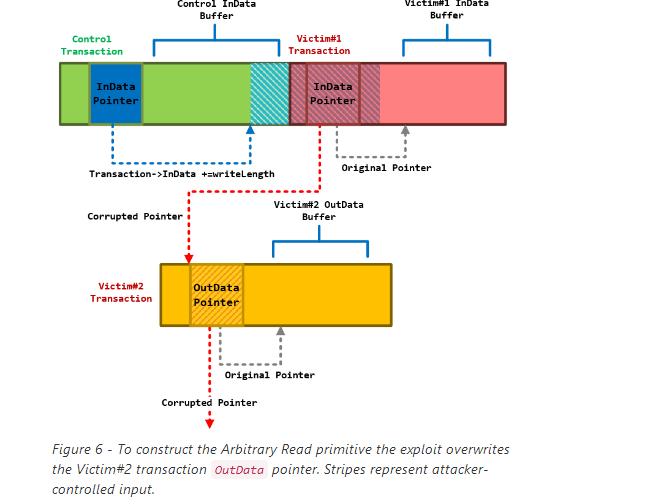 Control InData
Buffer
Victim#1 InData
Buffer
Control
Transaction
Victim#1
Transaction
InData
Pointer
InData
Pointer
Transaction->InData +=writeLength
Original Pointer
Corrupted Pointer
Victim#2 OutData
Buffer
Victim#2
Transaction
OutData
Pointer
Original Pointer
Corrupted Pointer
Figure 6 - To construct the Arbitrary Read primitive the exploit overwrites
the Victim#2 transaction OutData pointer. Stripes represent attacker-
controlled input.